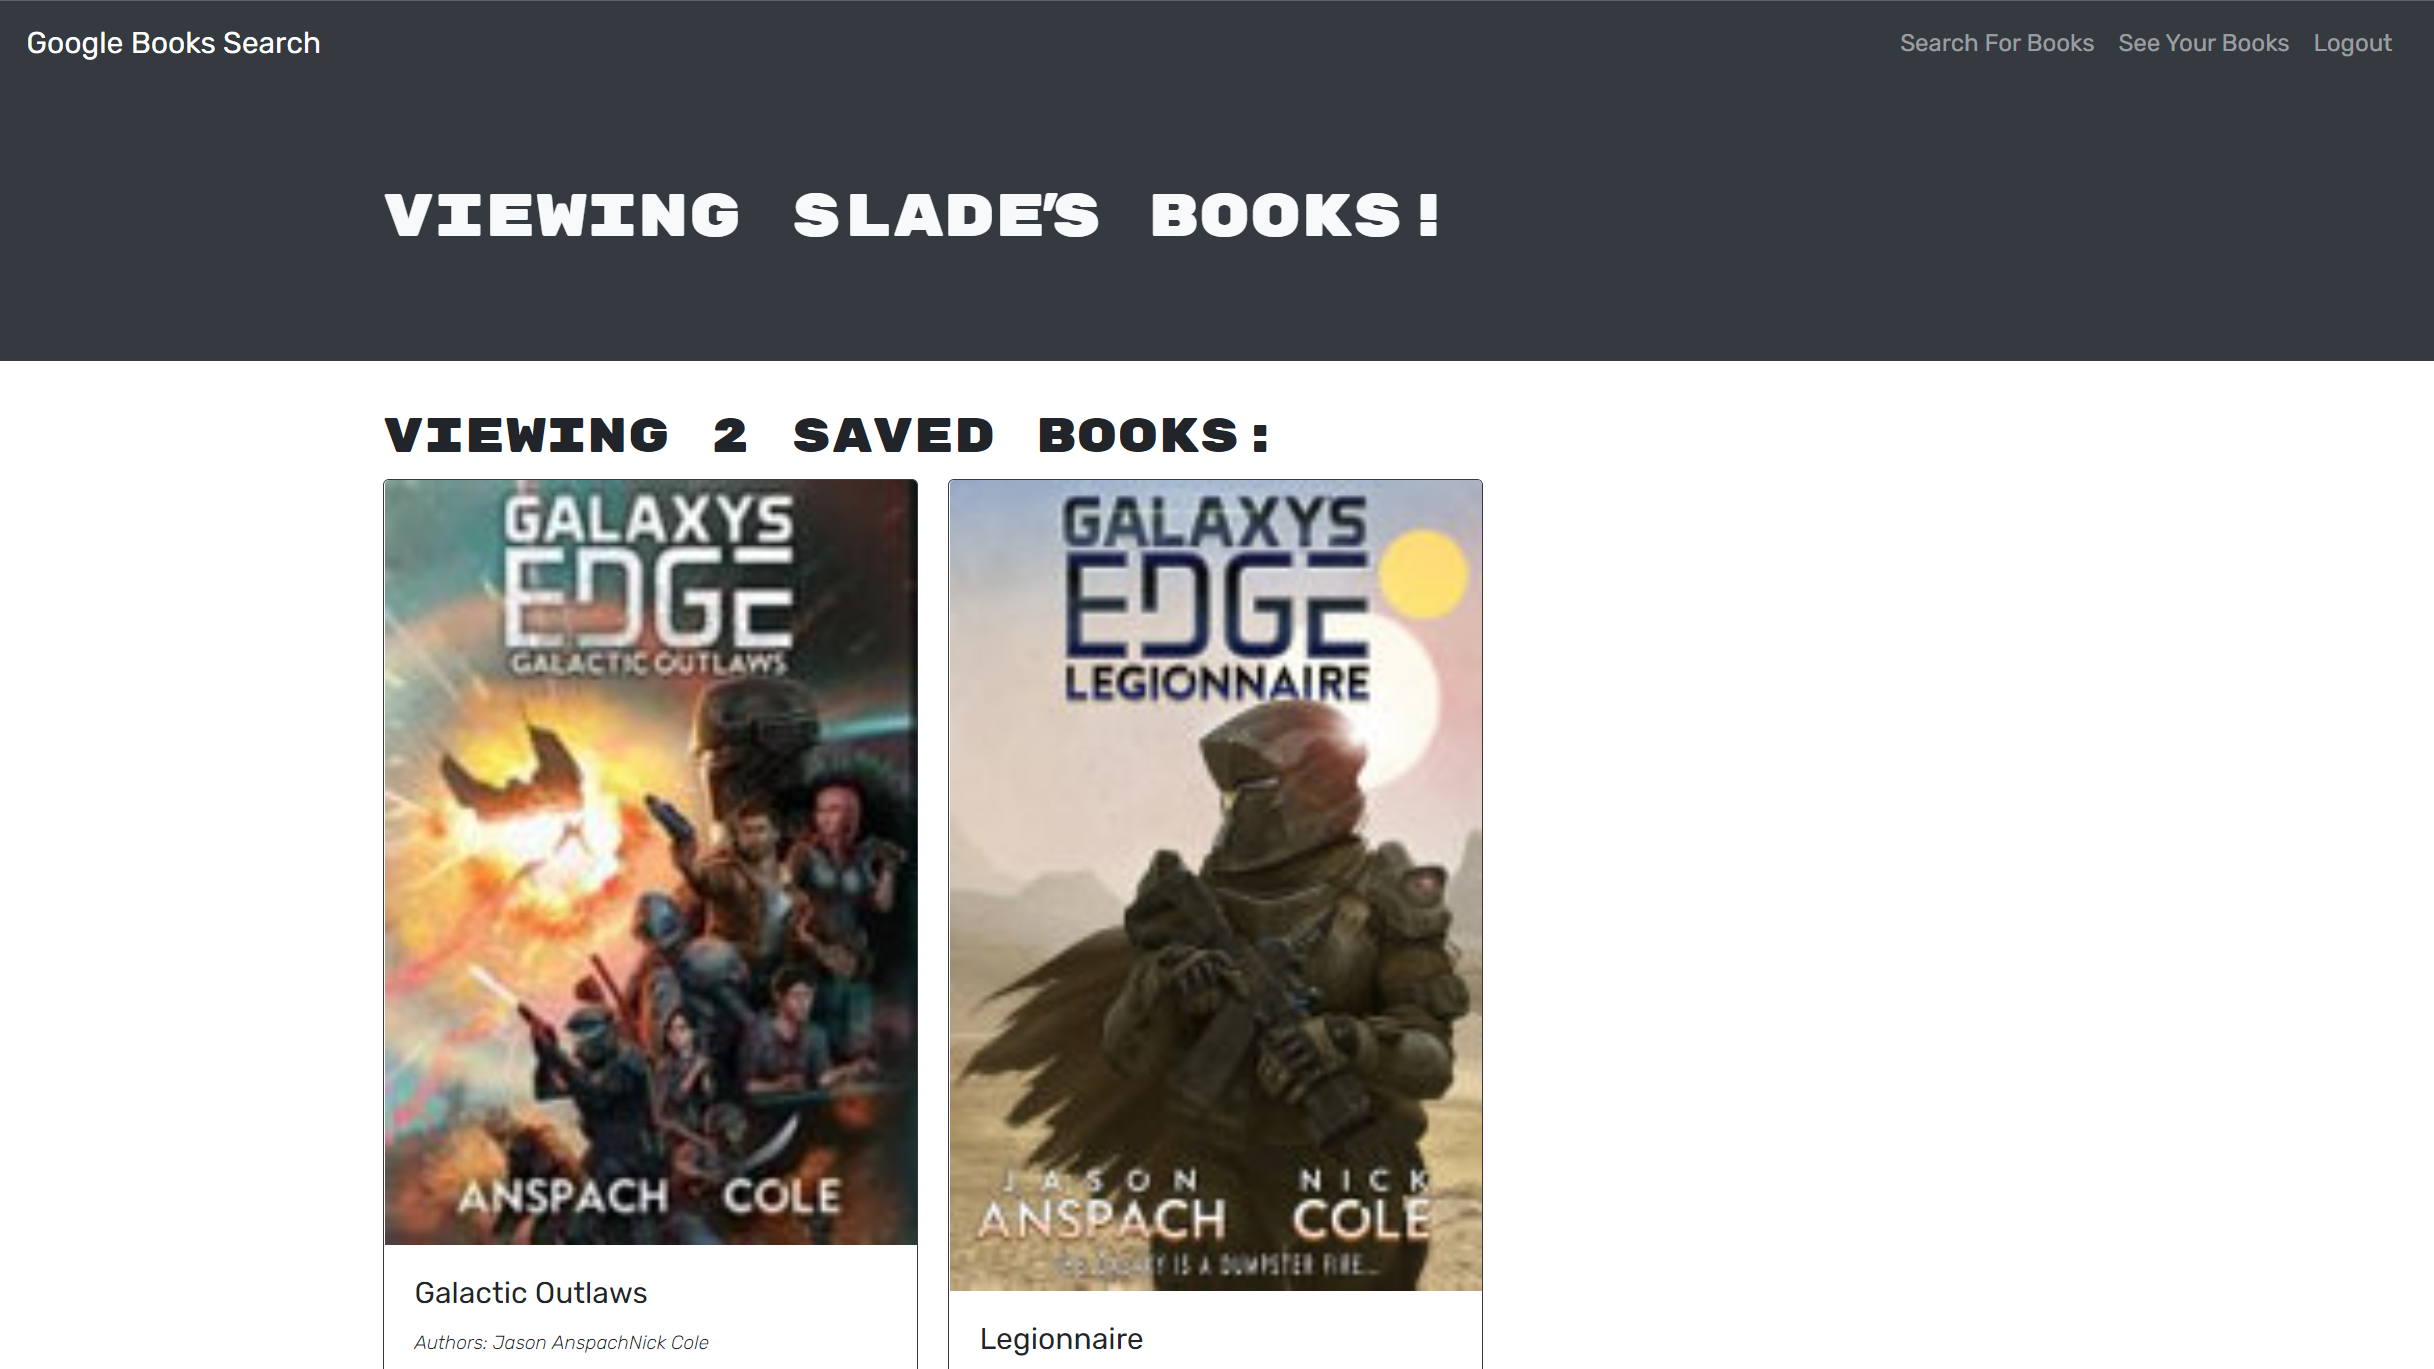 Google Books Search
Search For Books See Your Books Logout
VIEWING SLADE'S BOOKS!
VIEWING 2 SAVED BOOKS:
GALAXYS
EDGE
GALACTIC OUTLAWS
ANSPACH COLE
Galactic Outlaws
Authors: Jason AnspachNick Cole
GALAXYS
EDGE
LEGIONNAIRE
JASON NICK
ANSPACH COLE
THE GALAXY IS A DUMPSTER FIRE...
Legionnaire